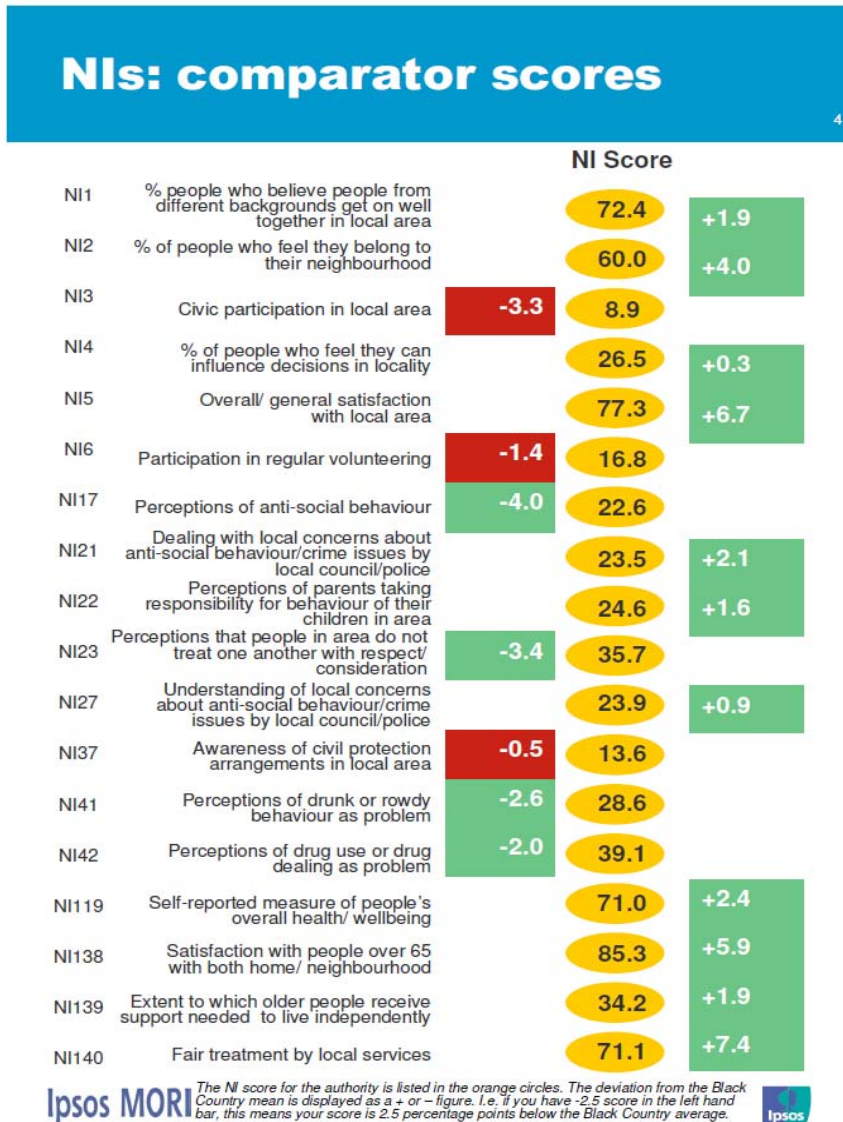 NIs: comparator scores
4
NI Score
NI1
% people who believe people from
different backgrounds get on well
together in local area
72.4
+1.9
NI2
% of people who feel they belong to
their neighbourhood
60.0
+4.0
NI3
Civic participation in local area
-3.3
8.9
NI4
% of people who feel they can
influence decisions in locality
26.5
+0.3
NI5
Overall/ general satisfaction
with local area
77.3
+6.7
NI6
Participation in regular volunteering
-1.4
16.8
NI17
Perceptions of anti-social behaviour
-4.0
22.6
NI21
Dealing with local concerns about
anti-social behaviour/crime issues by
local council/police
23.5
+2.1
NI22
Perceptions of parents taking
responsibility for behaviour of their
children in area
24.6
+1.6
NI23
Perceptions that people in area do not
treat one another with respect/
consideration
-3.4
35.7
NI27
Understanding of local concerns
about anti-social behaviour/crime
issues by local council/police
23.9
+0.9
NI37
Awareness of civil protection
arrangements in local area
-0.5
13.6
NI41
Perceptions of drunk or rowdy
behaviour as problem
-2.6
28.6
NI42
Perceptions of drug use or drug
dealing as problem
-2.0
39.1
NI119
Self-reported measure of people's
overall health/ wellbeing
71.0
+2.4
NI138
Satisfaction with people over 65
with both home/ neighbourhood
85.3
+5.9
NI139
Extent to which older people receive
support needed to live independently
34.2
+1.9
NI140
Fair treatment by local services
71.1
+7.4
Ipsos MORI
The NI score for the authority is listed in the orange circles. The deviation from the Black
Country mean is displayed as a + or – figure. I.e. if you have -2.5 score in the left hand
bar, this means your score is 2.5 percentage points below the Black Country average.
Ipsos